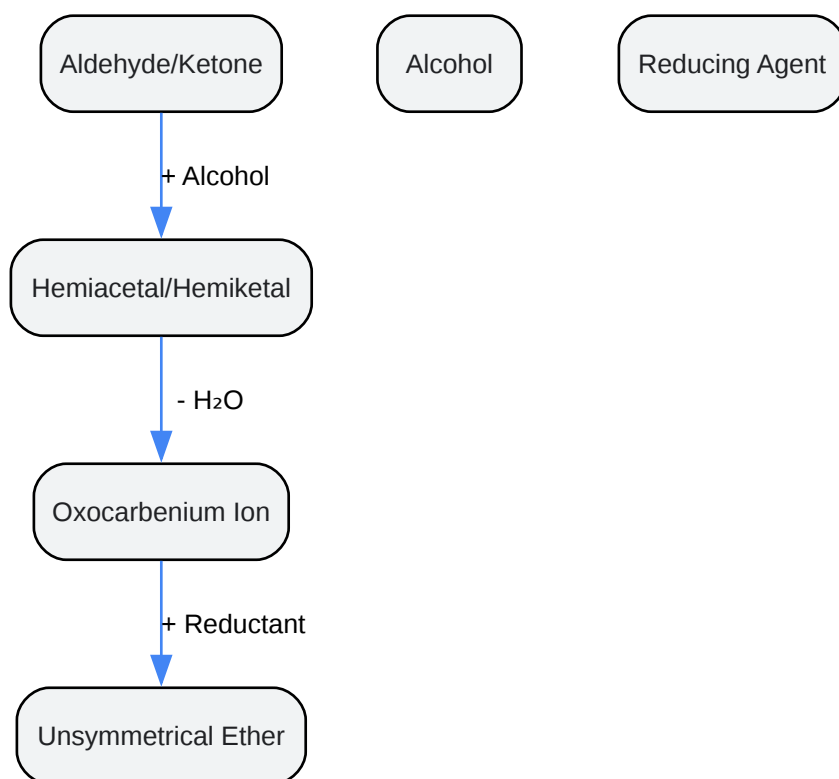 Aldehyde/Ketone
Alcohol
Reducing Agent
+ Alcohol
Hemiacetal/Hemiketal
- H₂O
Oxocarbenium Ion
+ Reductant
Unsymmetrical Ether